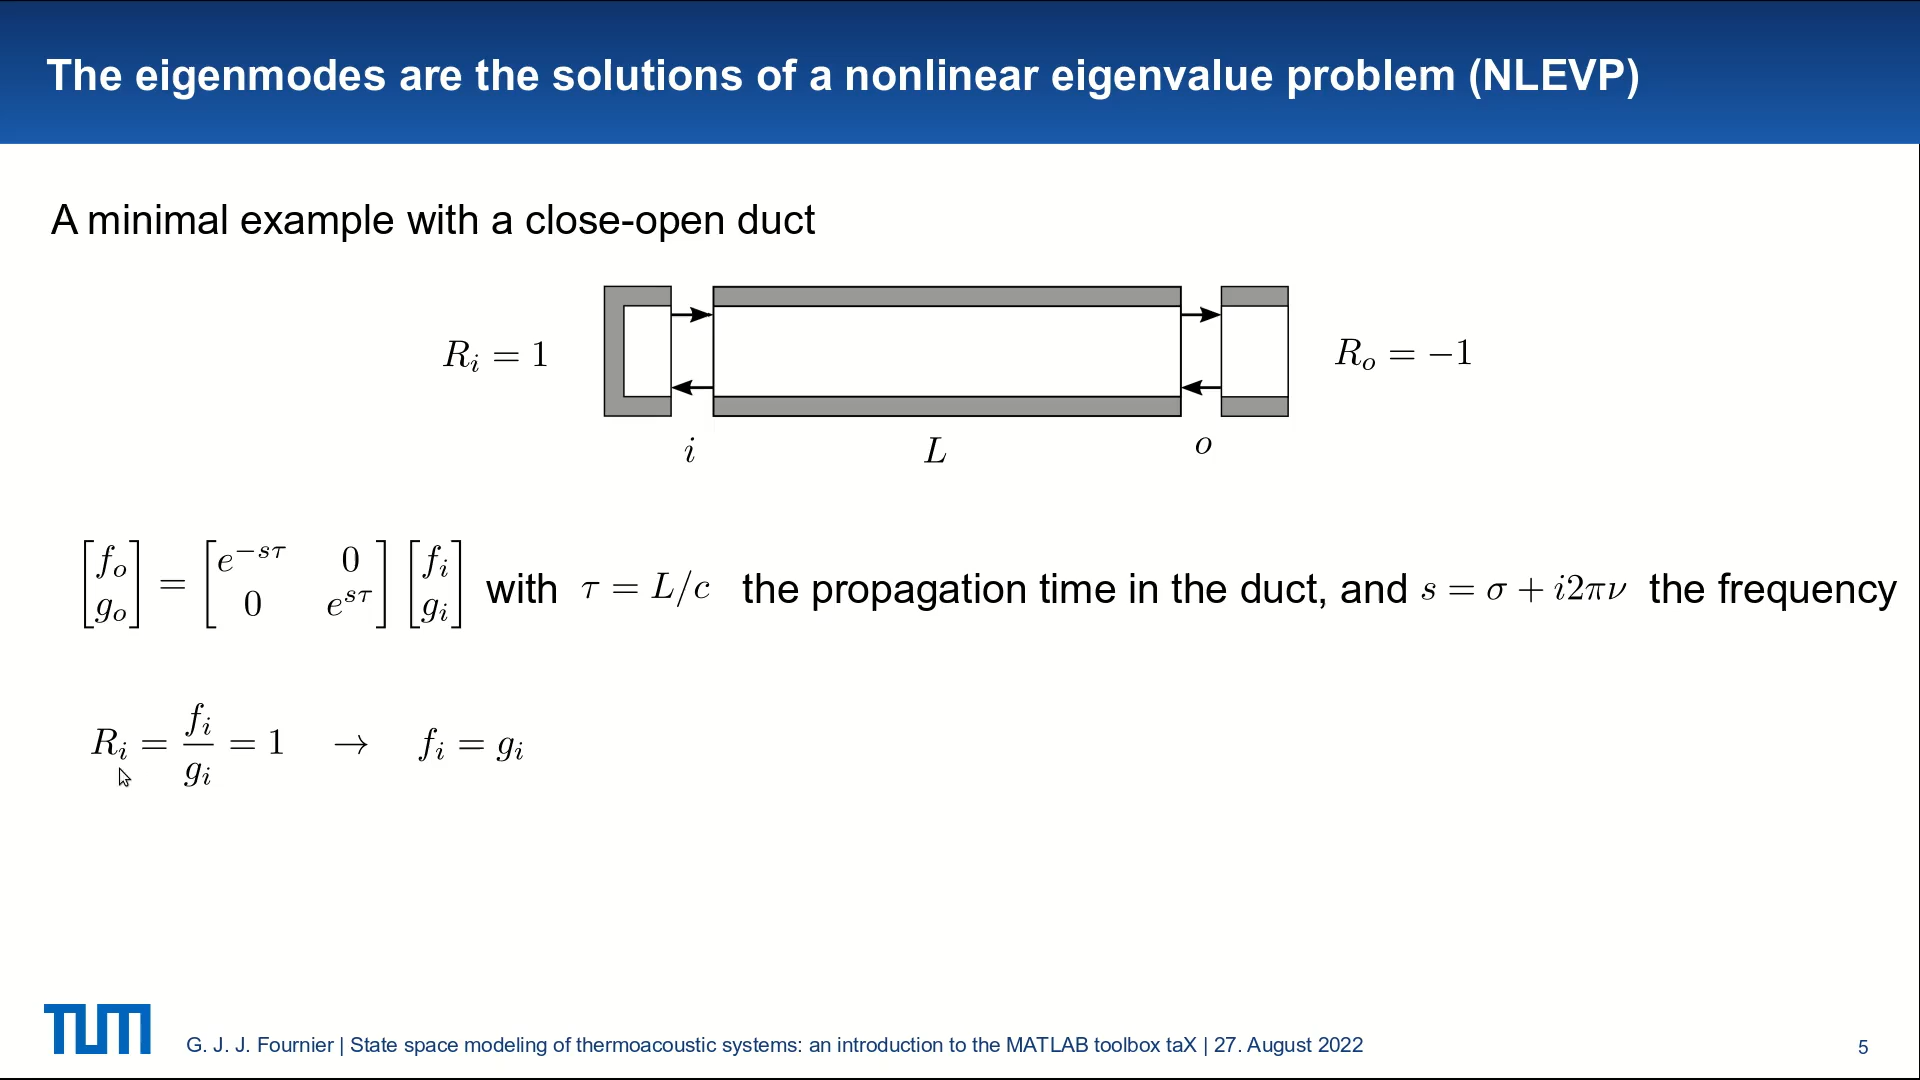 The eigenmodes are the solutions of a nonlinear eigenvalue problem (NLEVP)
A minimal example with a close-open duct
R_i = 1
R_o = −1
i
L
o
[f_o g_o] = [e^{−sτ} 0 0 e^{sτ}] [f_i g_i] with τ = L/c the propagation time in the duct, and s = σ + i2πν the frequency
R_i = f_i / g_i = 1 → f_i = g_i
TUM
G. J. J. Fournier | State space modeling of thermoacoustic systems: an introduction to the MATLAB toolbox taX | 27. August 2022
5